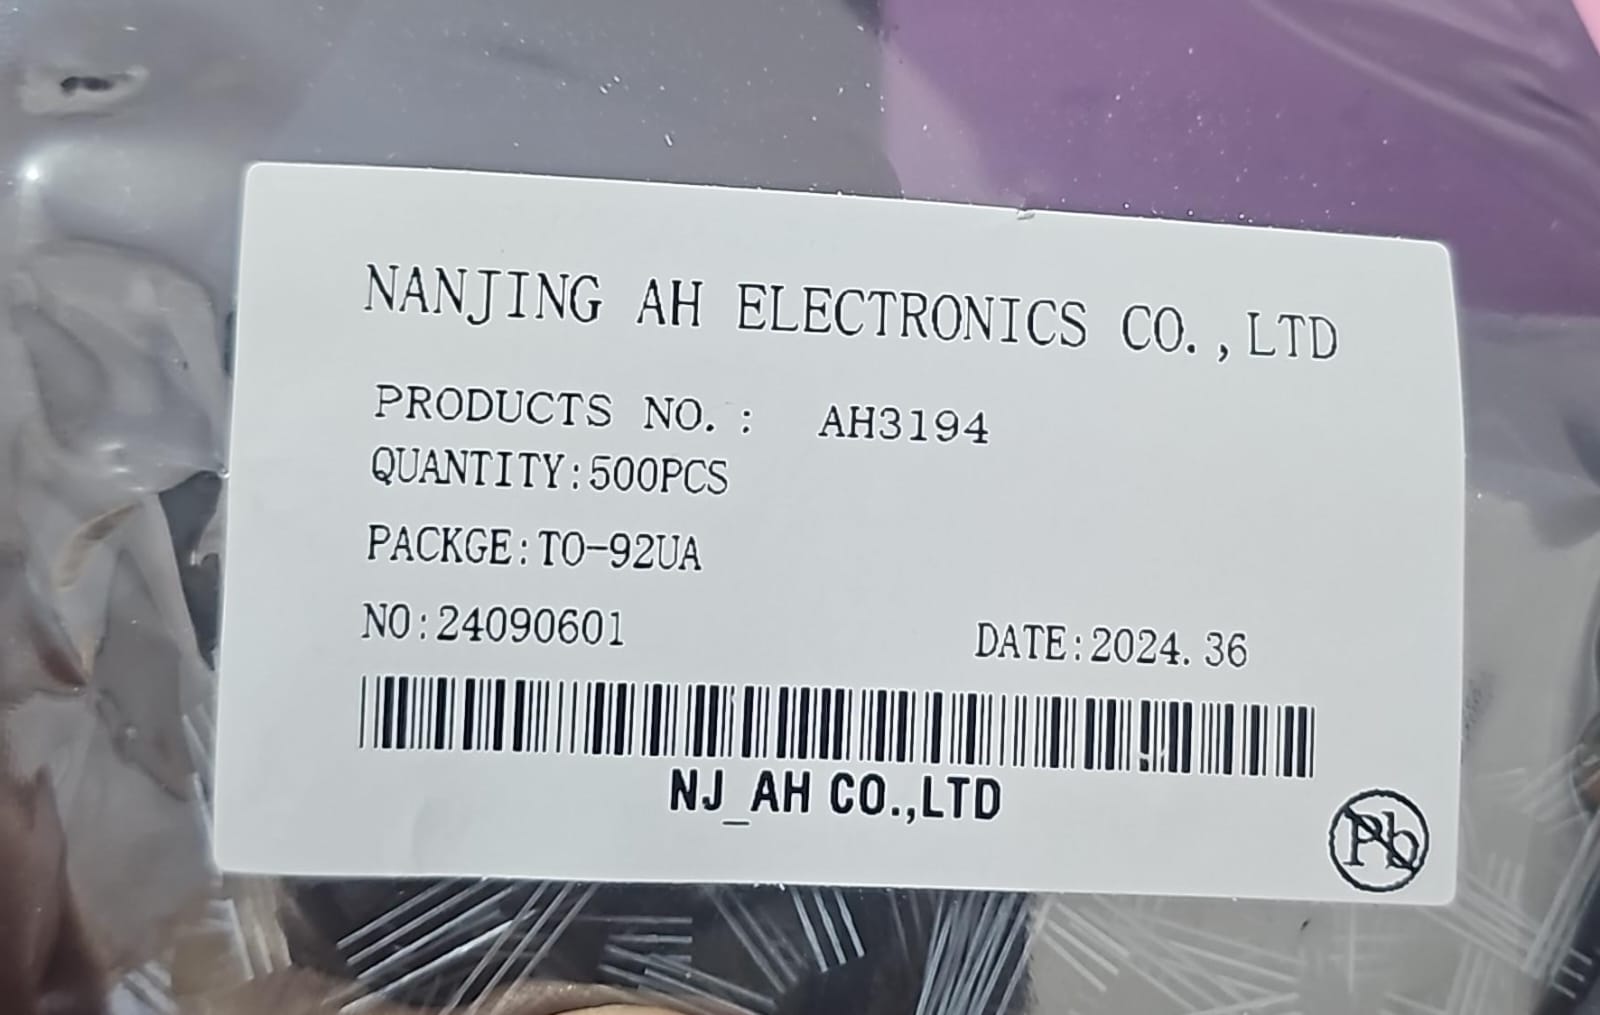 NANJING AH ELECTRONICS CO.,LTD
PRODUCTS NO.: AH3194
QUANTITY:500PCS
PACKGE:TO-92UA
NO:24090601 DATE:2024.36
NJ_AH CO.,LTD
Pb